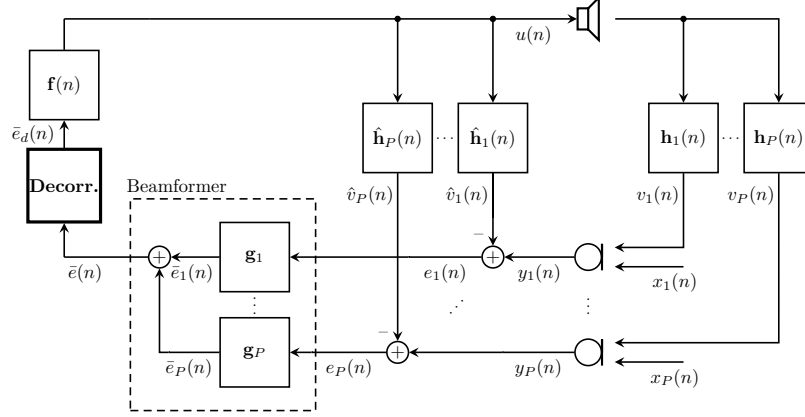 u(n)
f(n)
ĥ_P(n) ··· ĥ_1(n)
h_1(n) ··· h_P(n)
ē_d(n)
Decorr.
Beamformer
v̂_P(n) v̂_1(n)
v_1(n) v_P(n)
−
g_1
+
ē(n)
+
ē_1(n)
e_1(n)
y_1(n)
x_1(n)
⋮ ⋰ ⋮
−
g_P
+
ē_P(n)
e_P(n)
y_P(n)
x_P(n)